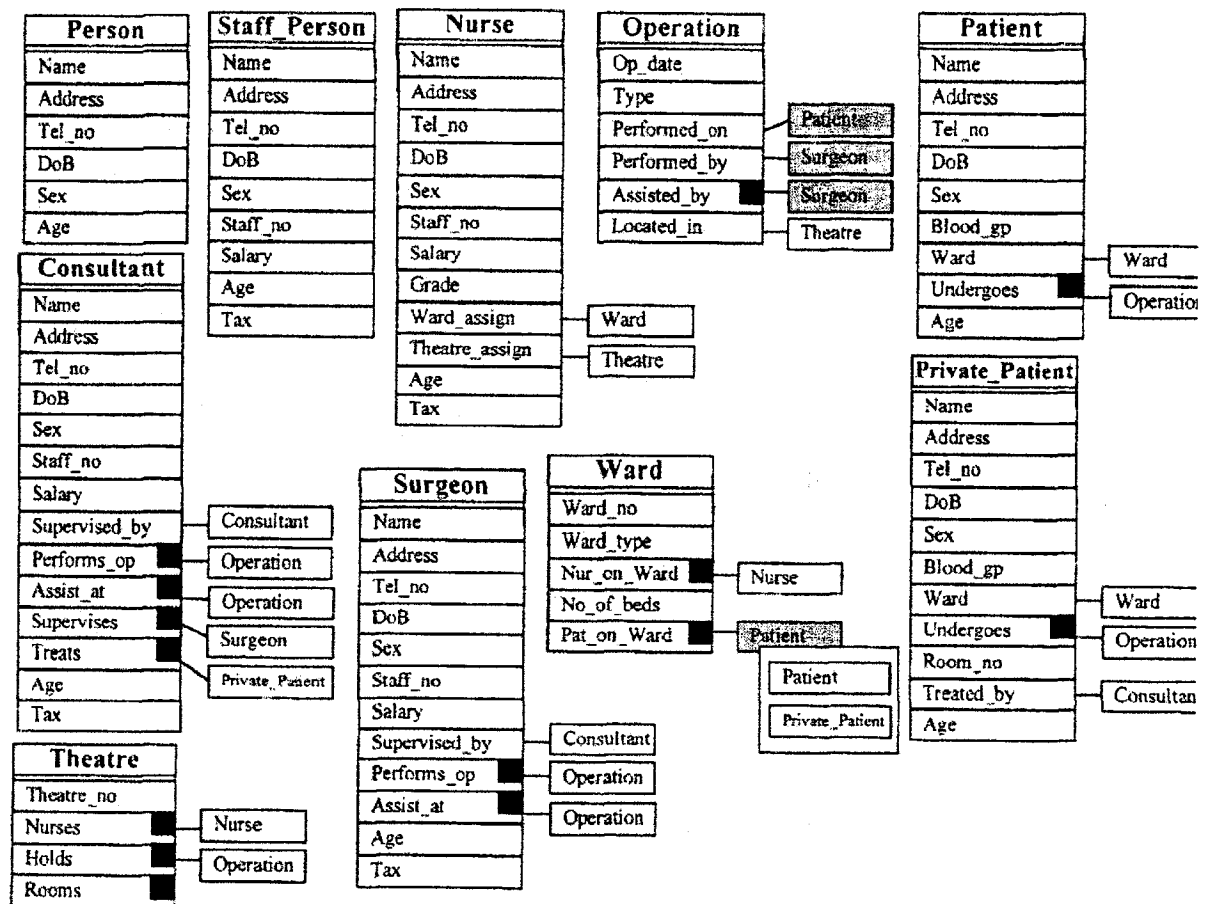 Person
Name
Address
Tel_no
DoB
Sex
Age
Staff_Person
Name
Address
Tel_no
DoB
Sex
Staff_no
Salary
Age
Tax
Nurse
Name
Address
Tel_no
DoB
Sex
Staff_no
Salary
Grade
Ward_assign
Ward
Theatre_assign
Theatre
Age
Tax
Operation
Op_date
Type
Performed_on
Patient
Performed_by
Surgeon
Assisted_by
Surgeon
Located_in
Theatre
Patient
Name
Address
Tel_no
DoB
Sex
Blood_gp
Ward
Ward
Undergoes
Operation
Age
Consultant
Name
Address
Tel_no
DoB
Sex
Staff_no
Salary
Supervised_by
Consultant
Performs_op
Operation
Assist_at
Operation
Supervises
Surgeon
Treats
Private_Patient
Age
Tax
Surgeon
Name
Address
Tel_no
DoB
Sex
Staff_no
Salary
Supervised_by
Consultant
Performs_op
Operation
Assist_at
Operation
Age
Tax
Ward
Ward_no
Ward_type
Nur_on_Ward
Nurse
No_of_beds
Pat_on_Ward
Patient
Patient
Private_Patient
Private_Patient
Name
Address
Tel_no
DoB
Sex
Blood_gp
Ward
Ward
Undergoes
Operation
Room_no
Treated_by
Consultan
Age
Theatre
Theatre_no
Nurses
Nurse
Holds
Operation
Rooms